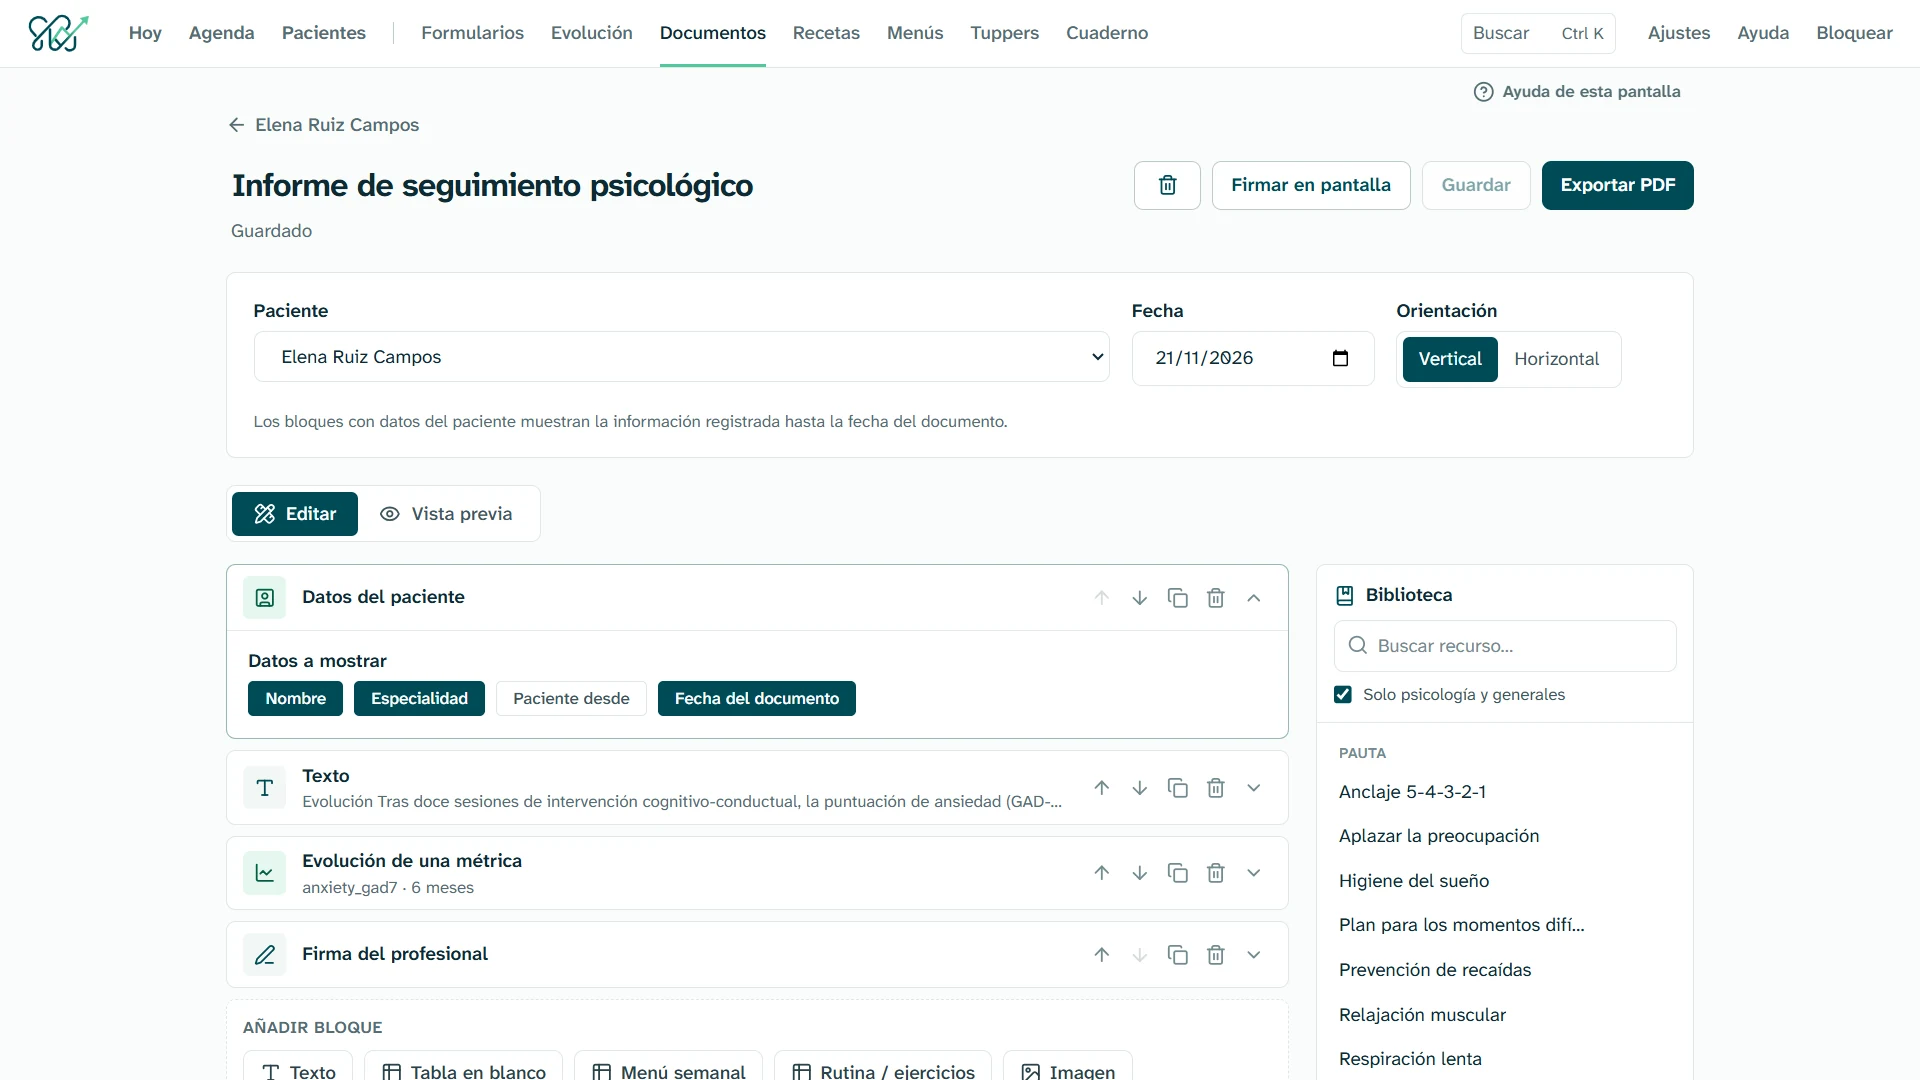 Hoy Agenda Pacientes Formularios Evolución Documentos Recetas Menús Tuppers Cuaderno Buscar Ctrl K Ajustes Ayuda Bloquear
Ayuda de esta pantalla
Elena Ruiz Campos
Informe de seguimiento psicológico
Firmar en pantalla Guardar Exportar PDF
Guardado
Paciente Fecha Orientación
Elena Ruiz Campos 21/11/2026 Vertical Horizontal
Los bloques con datos del paciente muestran la información registrada hasta la fecha del documento.
Editar Vista previa
Datos del paciente
Datos a mostrar
Nombre Especialidad Paciente desde Fecha del documento
Texto
Evolución Tras doce sesiones de intervención cognitivo-conductual, la puntuación de ansiedad (GAD-...
Evolución de una métrica
anxiety_gad7 · 6 meses
Firma del profesional
AÑADIR BLOQUE
Texto Tabla en blanco Menú semanal Rutina / ejercicios Imagen
Biblioteca
Buscar recurso...
Solo psicología y generales
PAUTA
Anclaje 5-4-3-2-1
Aplazar la preocupación
Higiene del sueño
Plan para los momentos difí...
Prevención de recaídas
Relajación muscular
Respiración lenta